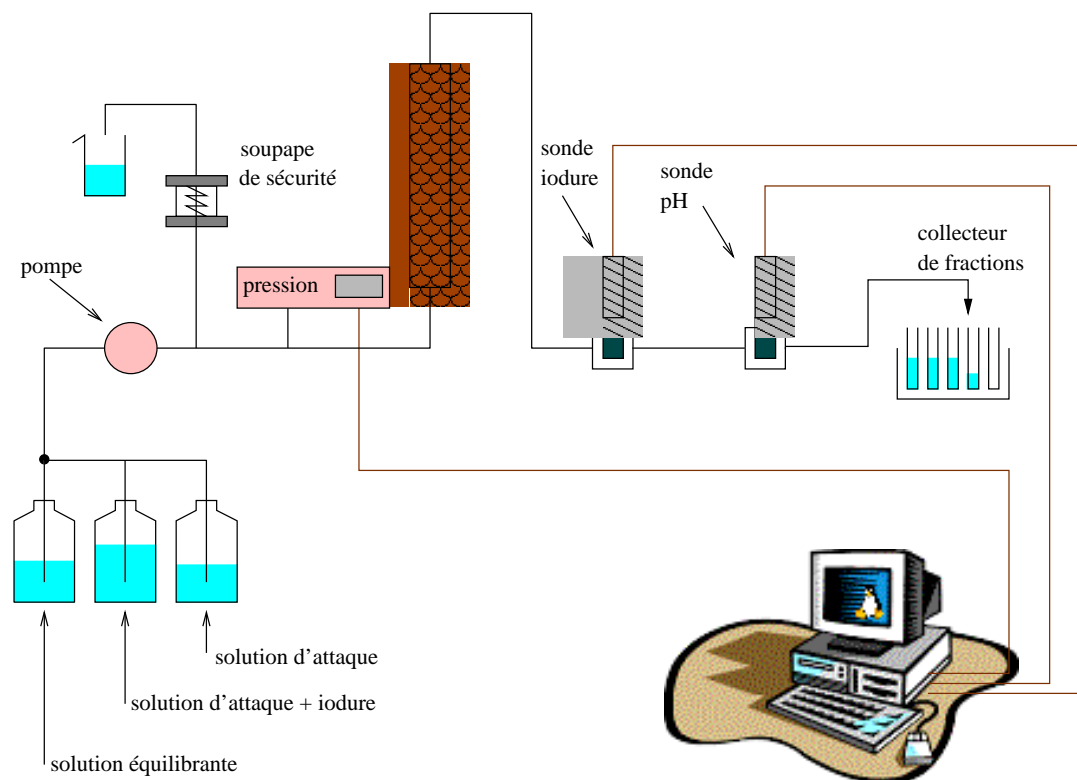 soupape
de sécurité
sonde
iodure
sonde
pH
collecteur
de fractions
pompe
pression
solution d'attaque
solution d'attaque + iodure
solution équilibrante